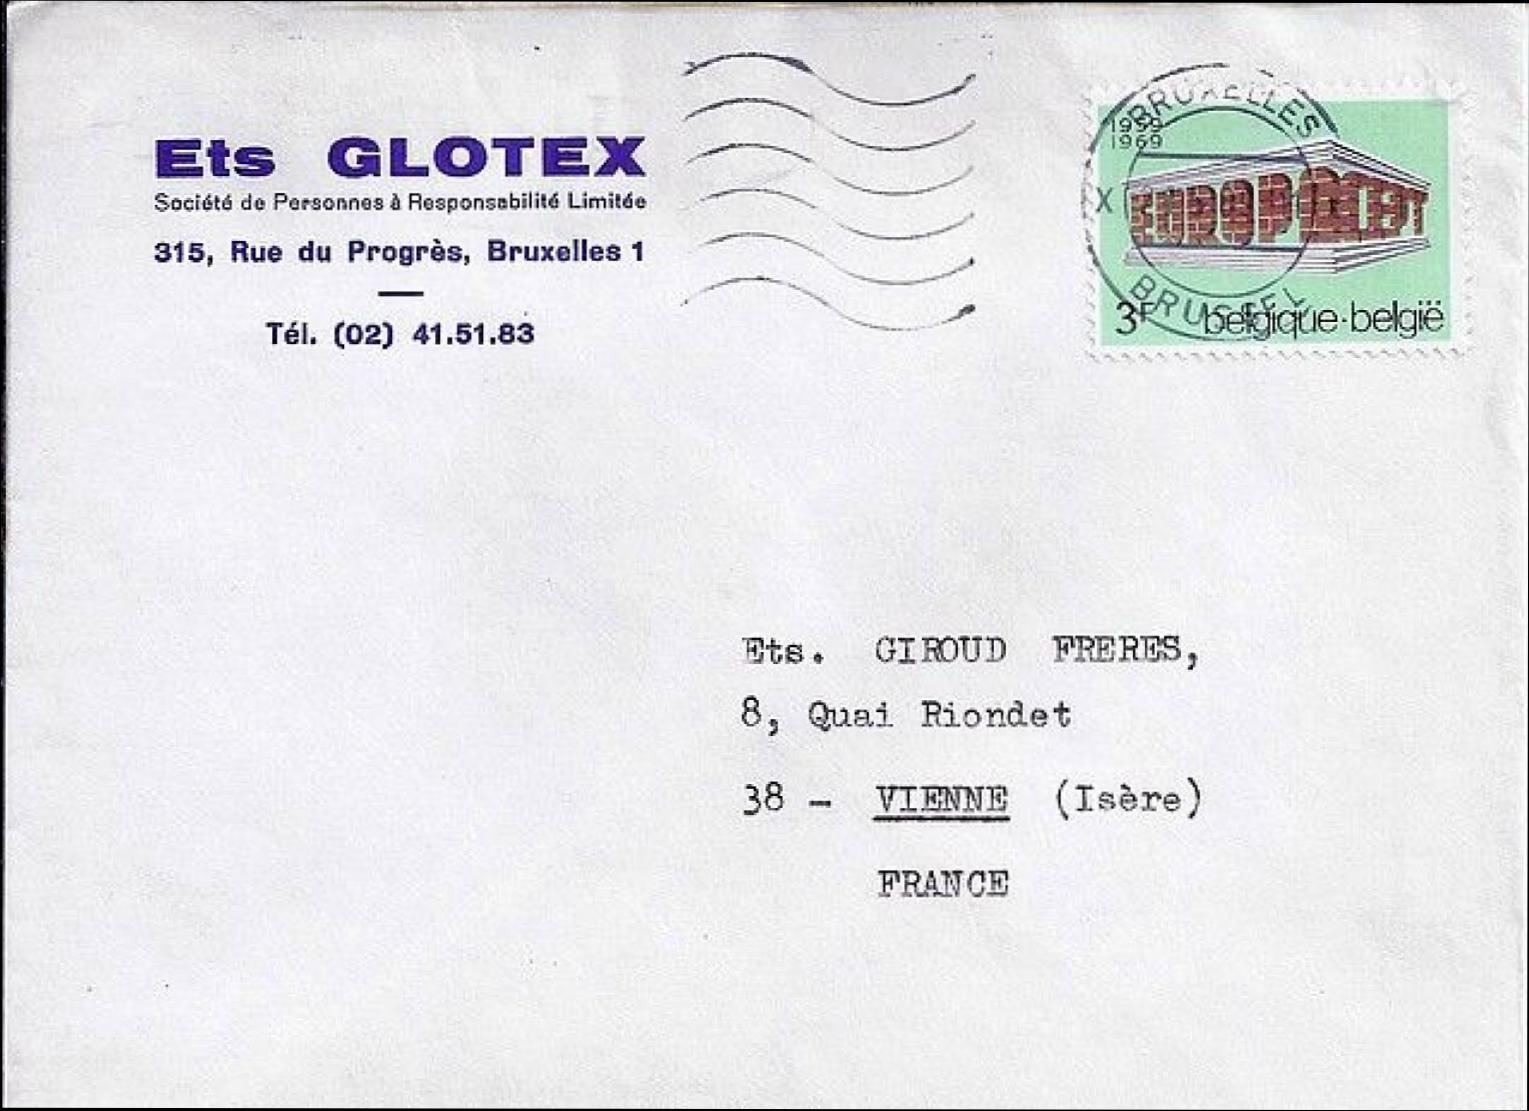 Ets GLOTEX
Société de Personnes à Responsabilité Limitée
315, Rue du Progrès, Bruxelles 1
Tél. (02) 41.51.83
BRUXELLES
1959
1969
X
EUROPA CEPT
BRUSSEL
3F belgique·belgië
Ets. GIROUD FRERES,
8, Quai Riondet
38 - VIENNE (Isère)
FRANCE